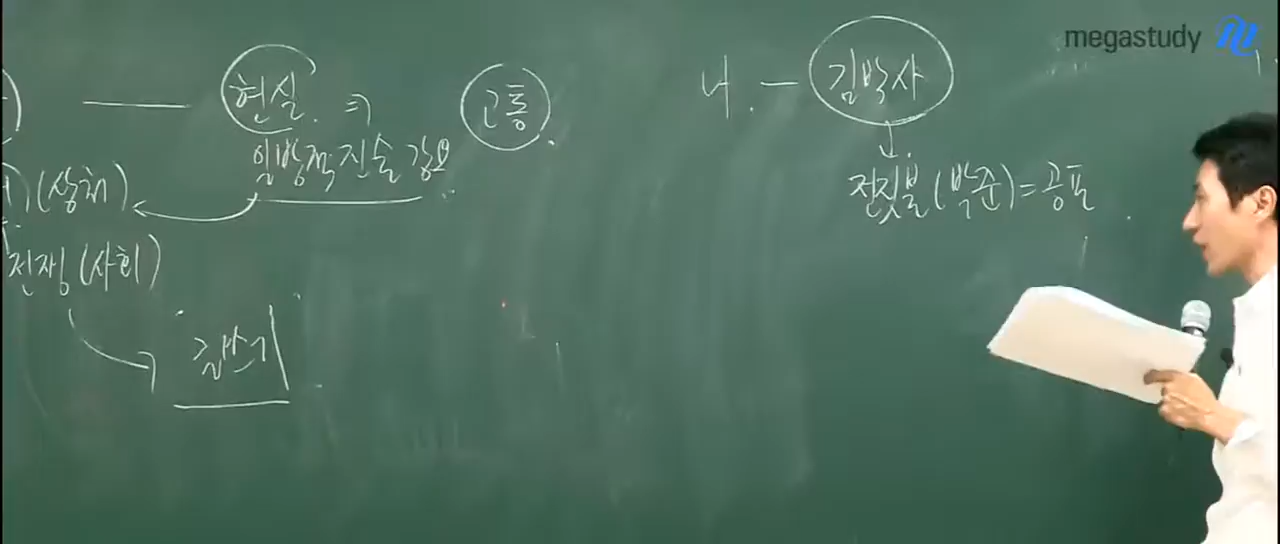 megastudy
현실 ⇒ 고통
일방적 진술 강요
(상처)
전쟁 (사회)
글쓰기
나 - 김박사
↓
전짓불 (박준) = 공포